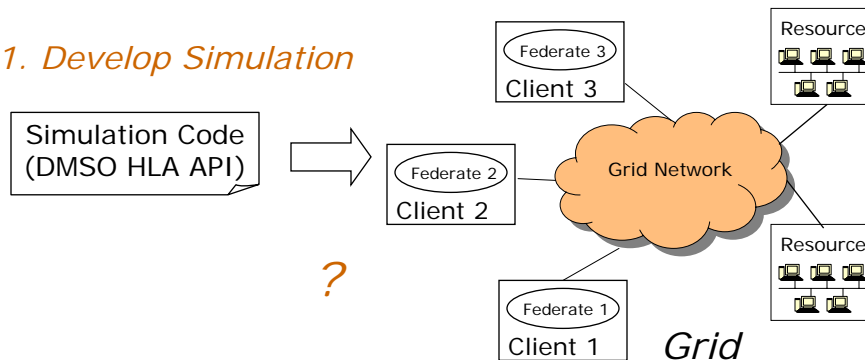 1. Develop Simulation
Simulation Code
(DMSO HLA API)
?
Federate 3
Client 3
Federate 2
Client 2
Federate 1
Client 1
Grid Network
Resource
Resource
Grid